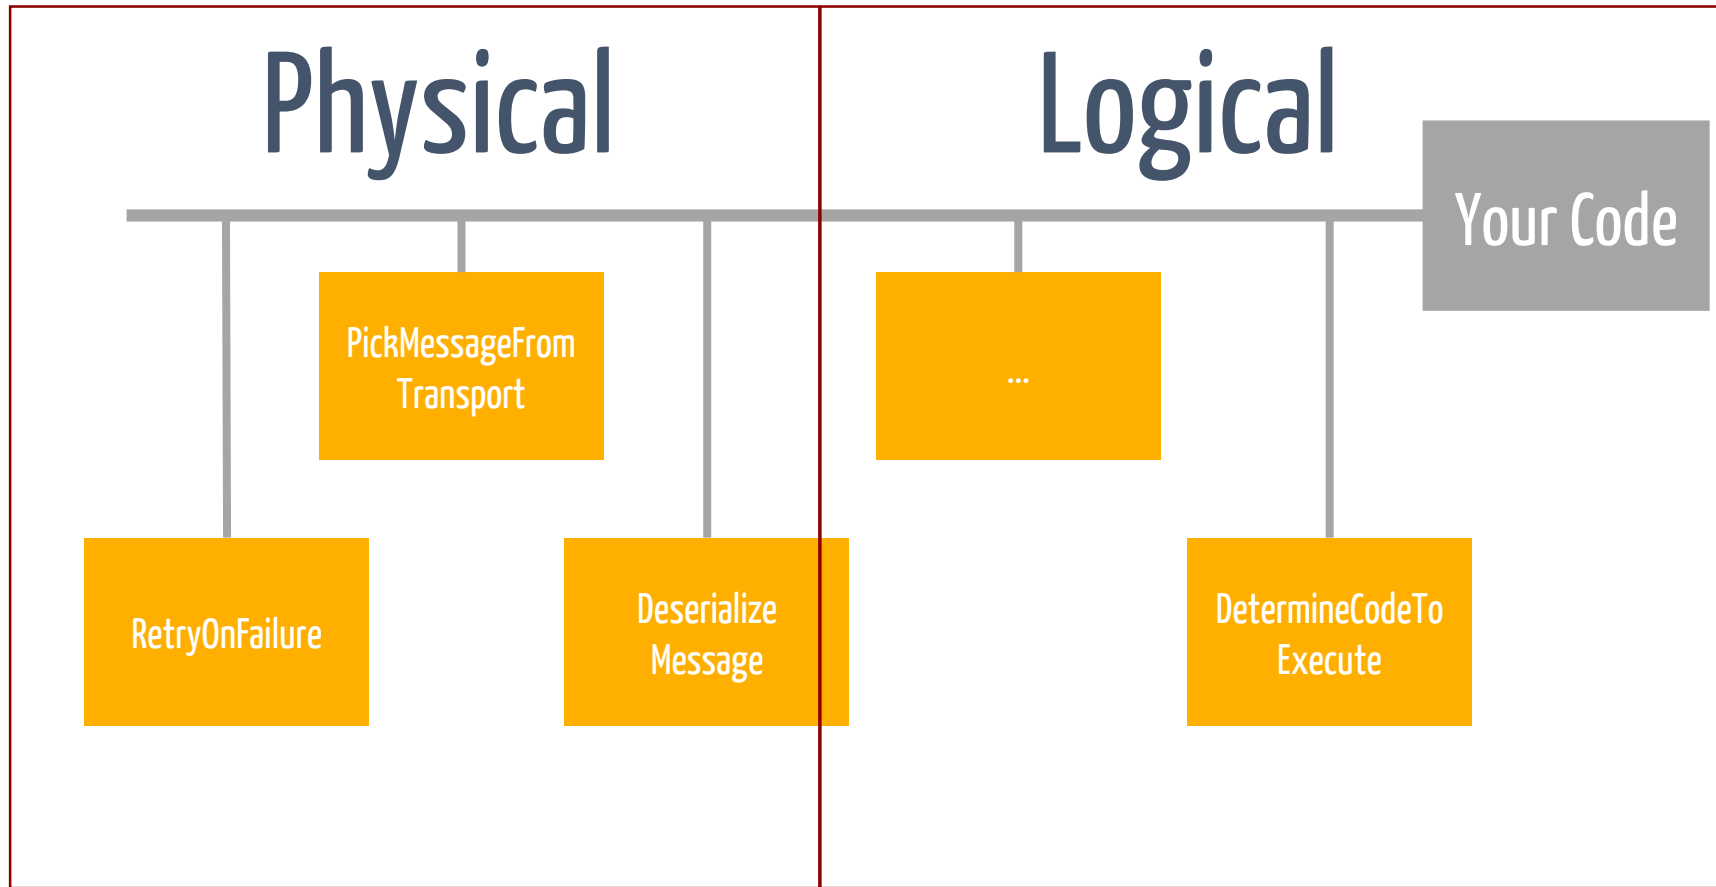 Physical
Logical
Your Code
PickMessageFrom
Transport
...
RetryOnFailure
Deserialize
Message
DetermineCodeTo
Execute